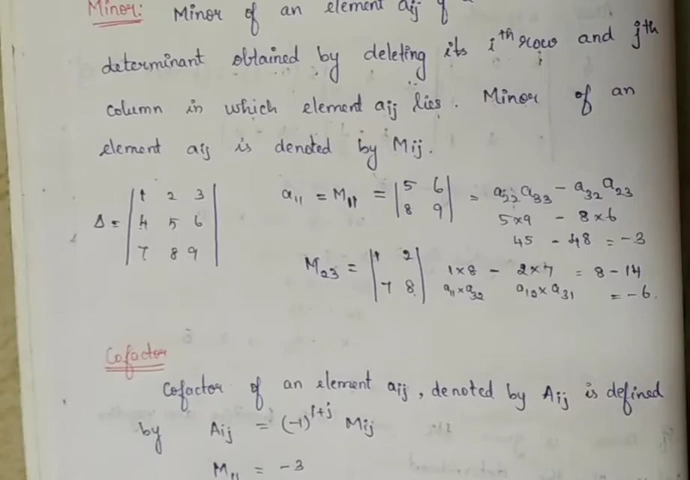 Minor: Minor of an element aij of
determinant obtained by deleting its i th row and j th
column in which element aij lies. Minor of an
element aij is denoted by Mij.
Δ = | 1 2 3 |
| 4 5 6 |
| 7 8 9 |
a11 = M11 = | 5 6 | = a22 a33 - a32 a23
| 8 9 | 5×9 - 8×6
45 - 48 = -3
M23 = | 1 2 | 1×8 - 2×7 = 8-14
| 7 8 | a11×a32 a12×a31 = -6.
Cofactor
Cofactor of an element aij, denoted by Aij is defined
by Aij = (-1)^i+j Mij
M11 = -3